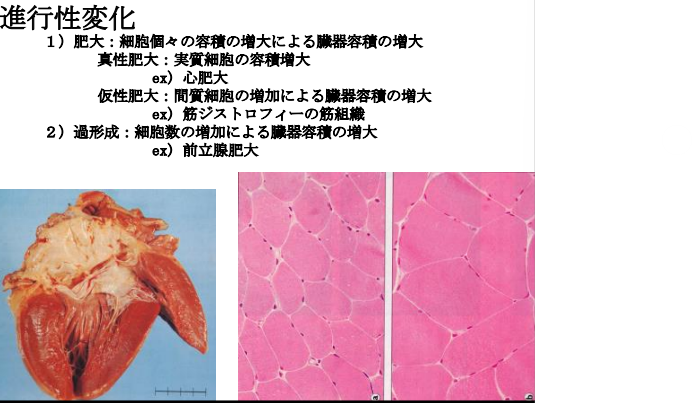 進行性変化
1）肥大：細胞個々の容積の増大による臓器容積の増大
真性肥大：実質細胞の容積増大
ex）心肥大
仮性肥大：間質細胞の増加による臓器容積の増大
ex）筋ジストロフィーの筋組織
2）過形成：細胞数の増加による臓器容積の増大
ex）前立腺肥大
a
b